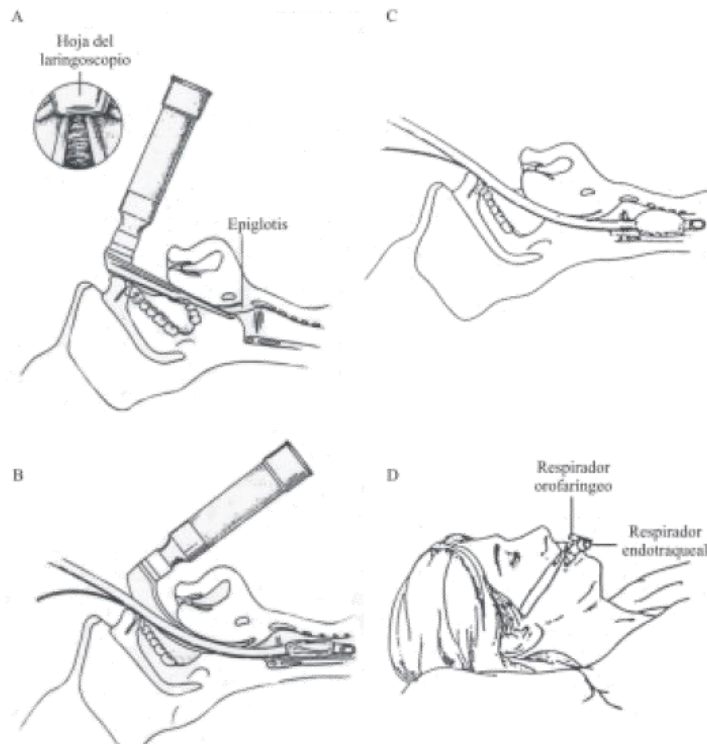 A
Hoja del
laringoscopio
Epiglotis
C
B
D
Respirador
orofaríngeo
Respirador
endotraqueal